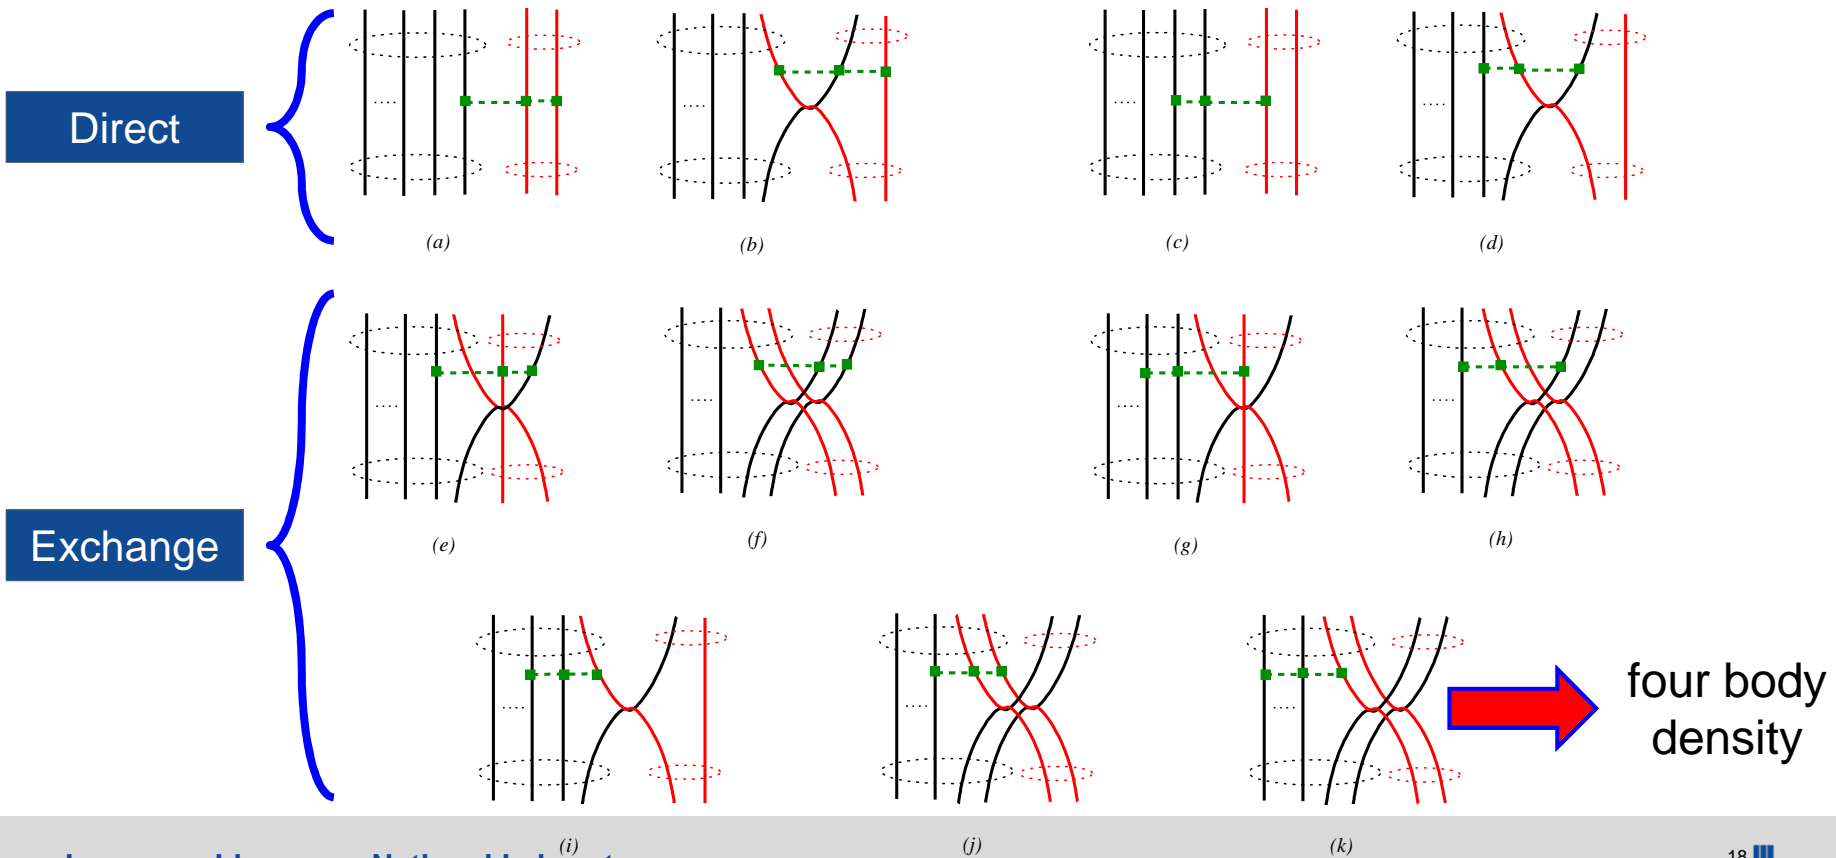 Direct
....
....
....
....
(a)
(b)
(c)
(d)
Exchange
....
....
....
....
(e)
(f)
(g)
(h)
....
....
....
four body
density
(i)
(j)
(k)
18